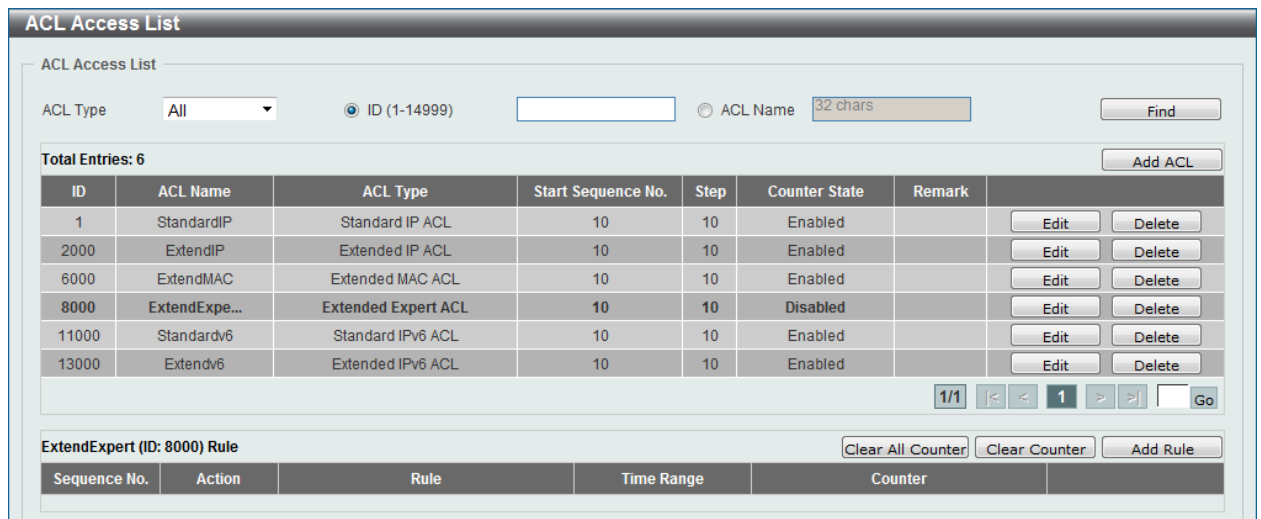 ACL Access List
ACL Access List
ACL Type All ID (1-14999) ACL Name 32 chars Find
Total Entries: 6 Add ACL
ID ACL Name ACL Type Start Sequence No. Step Counter State Remark
1 StandardIP Standard IP ACL 10 10 Enabled Edit Delete
2000 ExtendIP Extended IP ACL 10 10 Enabled Edit Delete
6000 ExtendMAC Extended MAC ACL 10 10 Enabled Edit Delete
8000 ExtendExpe... Extended Expert ACL 10 10 Disabled Edit Delete
11000 Standardv6 Standard IPv6 ACL 10 10 Enabled Edit Delete
13000 Extendv6 Extended IPv6 ACL 10 10 Enabled Edit Delete
1/1 |< < 1 > >| Go
ExtendExpert (ID: 8000) Rule Clear All Counter Clear Counter Add Rule
Sequence No. Action Rule Time Range Counter